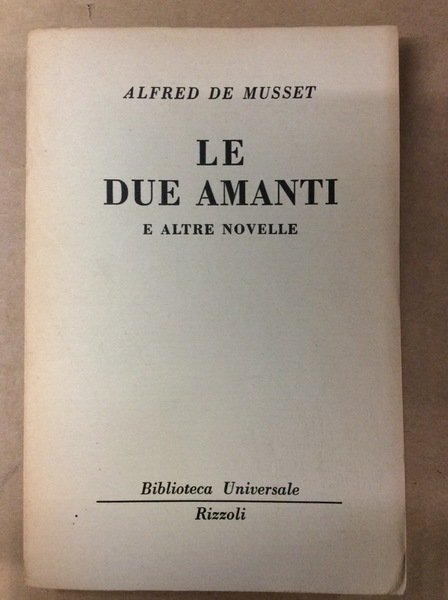 ALFRED DE MUSSET
LE
DUE AMANTI
E ALTRE NOVELLE
Biblioteca Universale
Rizzoli